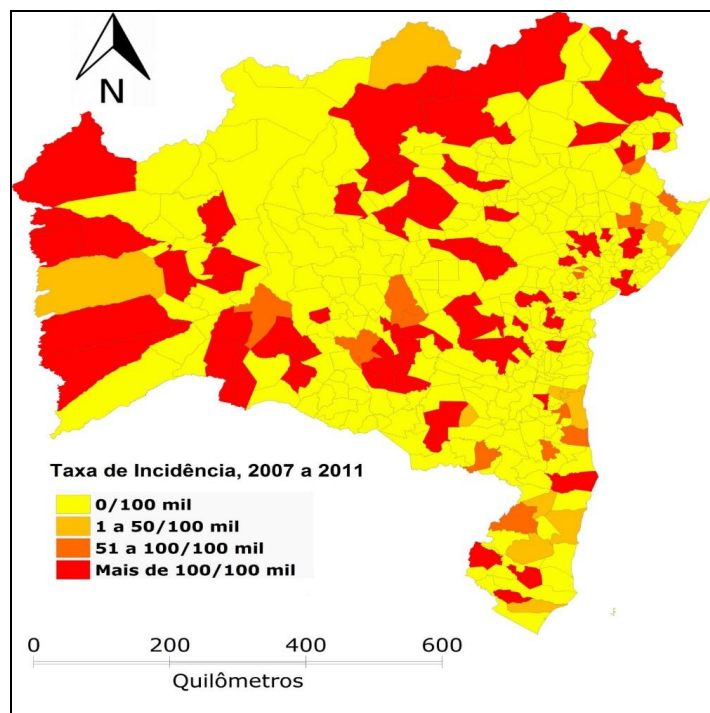 N
Taxa de Incidência, 2007 a 2011
0/100 mil
1 a 50/100 mil
51 a 100/100 mil
Mais de 100/100 mil
0 200 400 600
Quilômetros